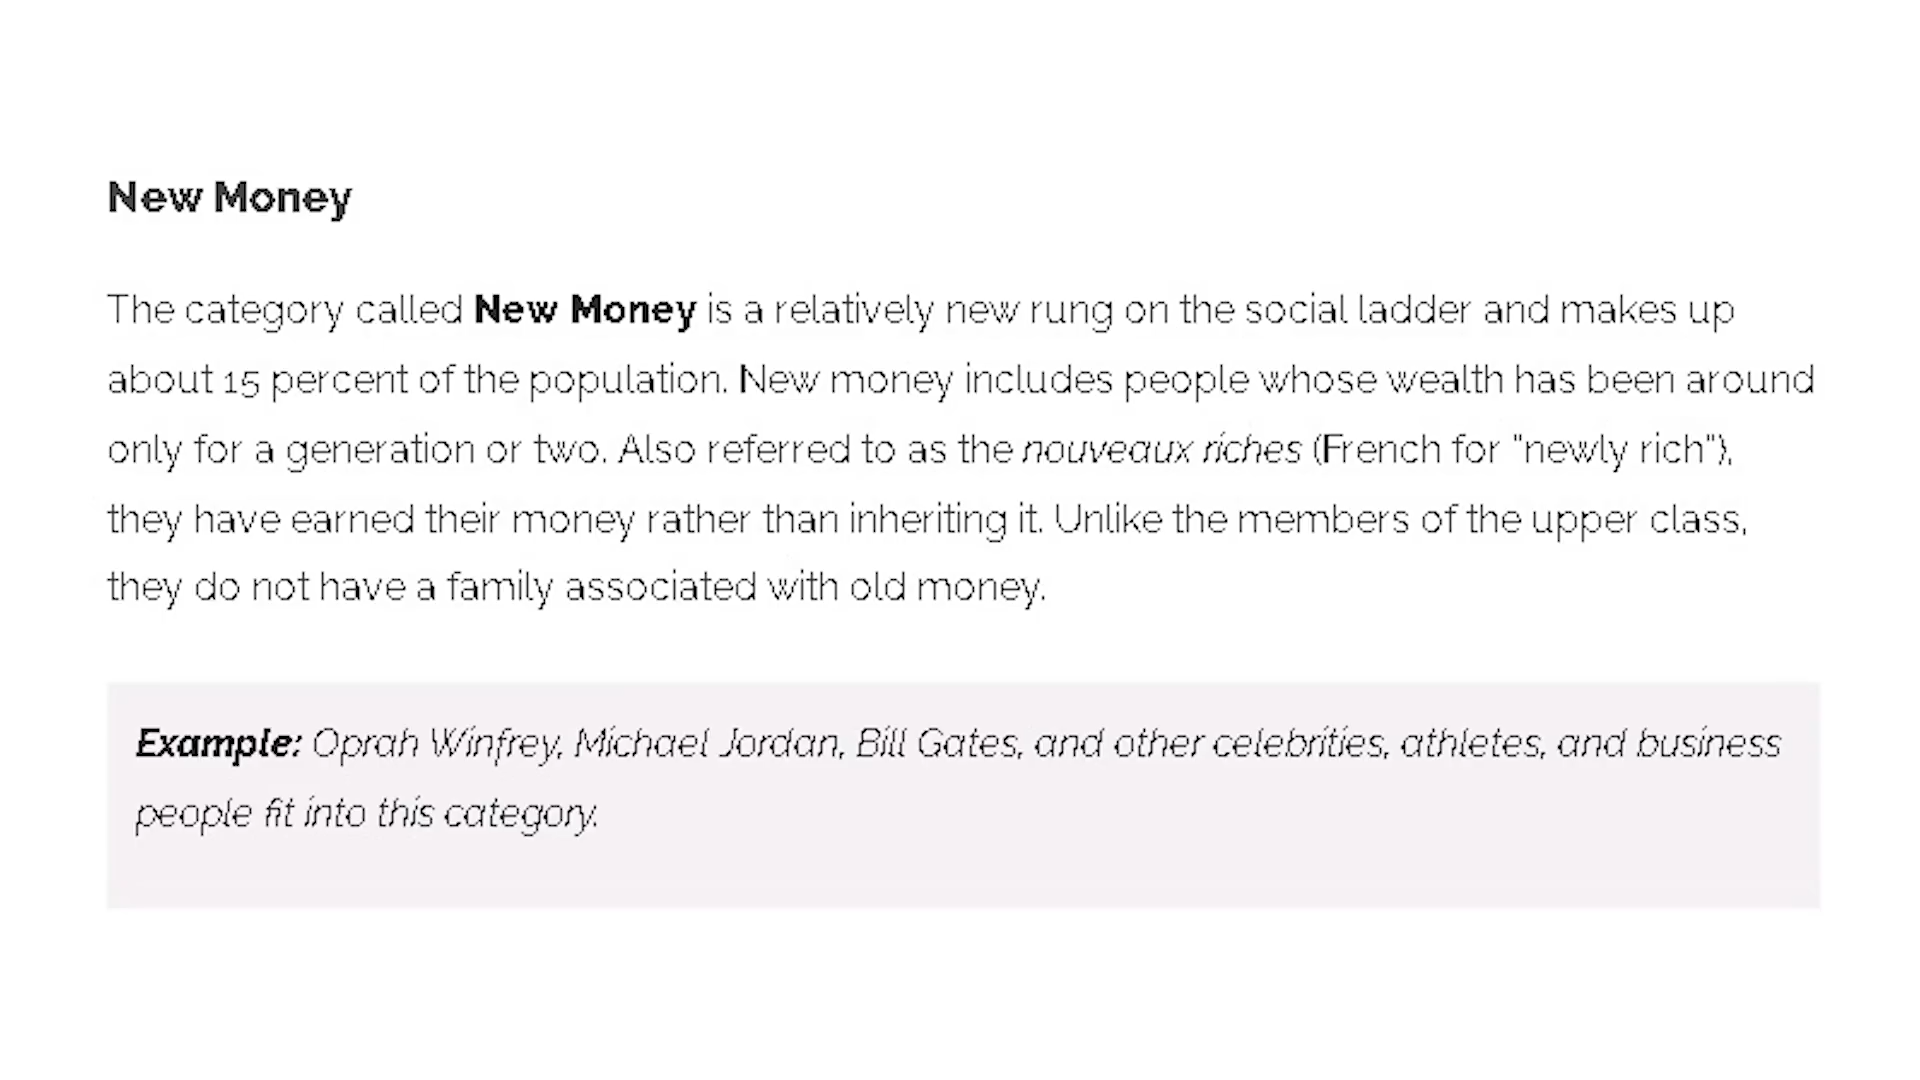 New Money
The category called New Money is a relatively new rung on the social ladder and makes up
about 15 percent of the population. New money includes people whose wealth has been around
only for a generation or two. Also referred to as the nouveaux riches (French for "newly rich"),
they have earned their money rather than inheriting it. Unlike the members of the upper class,
they do not have a family associated with old money.
Example: Oprah Winfrey, Michael Jordan, Bill Gates, and other celebrities, athletes, and business
people fit into this category.